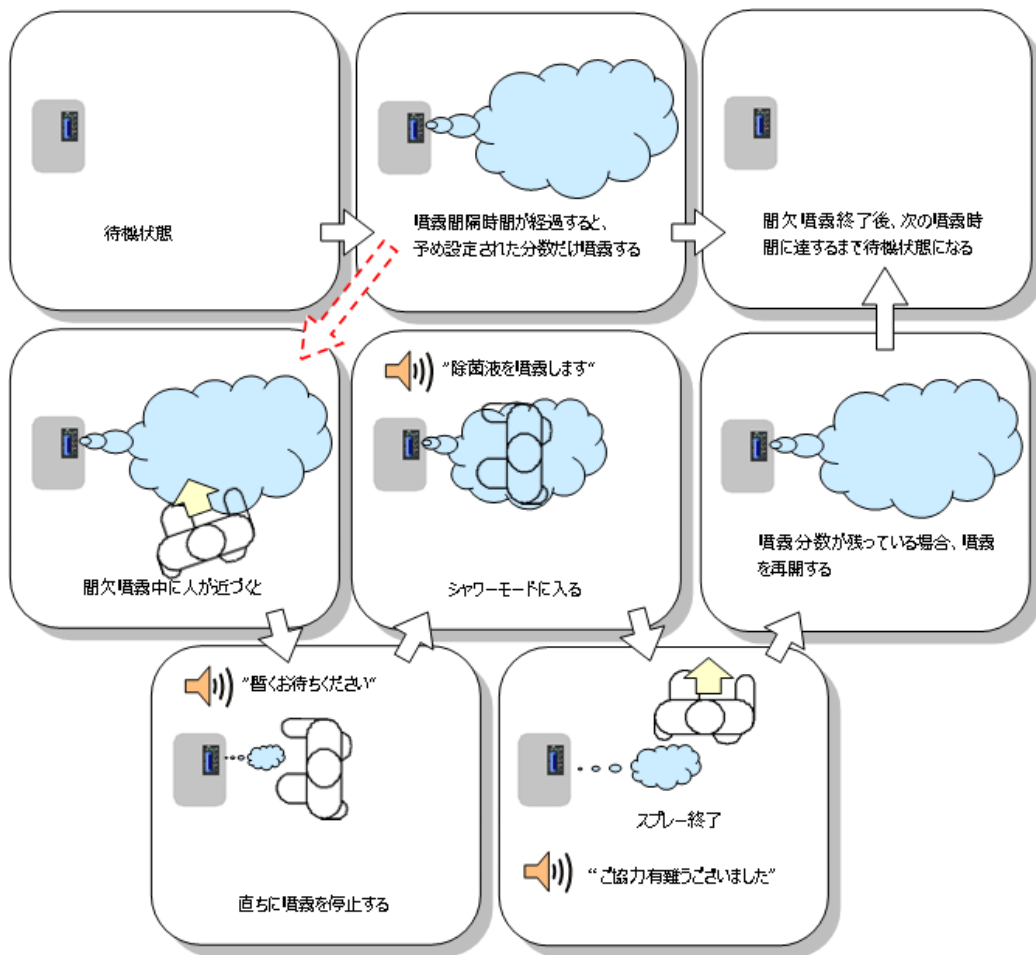 待機状態
噴霧間隔時間が経過すると、
予め設定された分数だけ噴霧する
間欠噴霧終了後、次の噴霧時
間に達するまで待機状態になる
間欠噴霧中に人が近づくと
"除菌液を噴霧します"
シャワーモードに入る
噴霧分数が残っている場合、噴霧
を再開する
"暫くお待ちください"
直ちに噴霧を停止する
スプレー終了
"ご協力有難うございました"